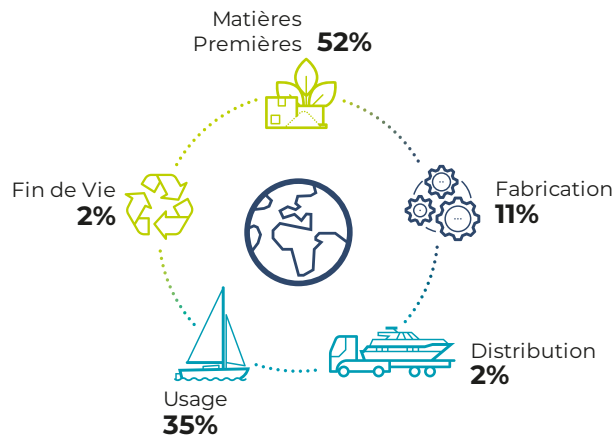 Matières
Premières 52%
Fabrication
11%
Distribution
2%
Usage
35%
Fin de Vie
2%